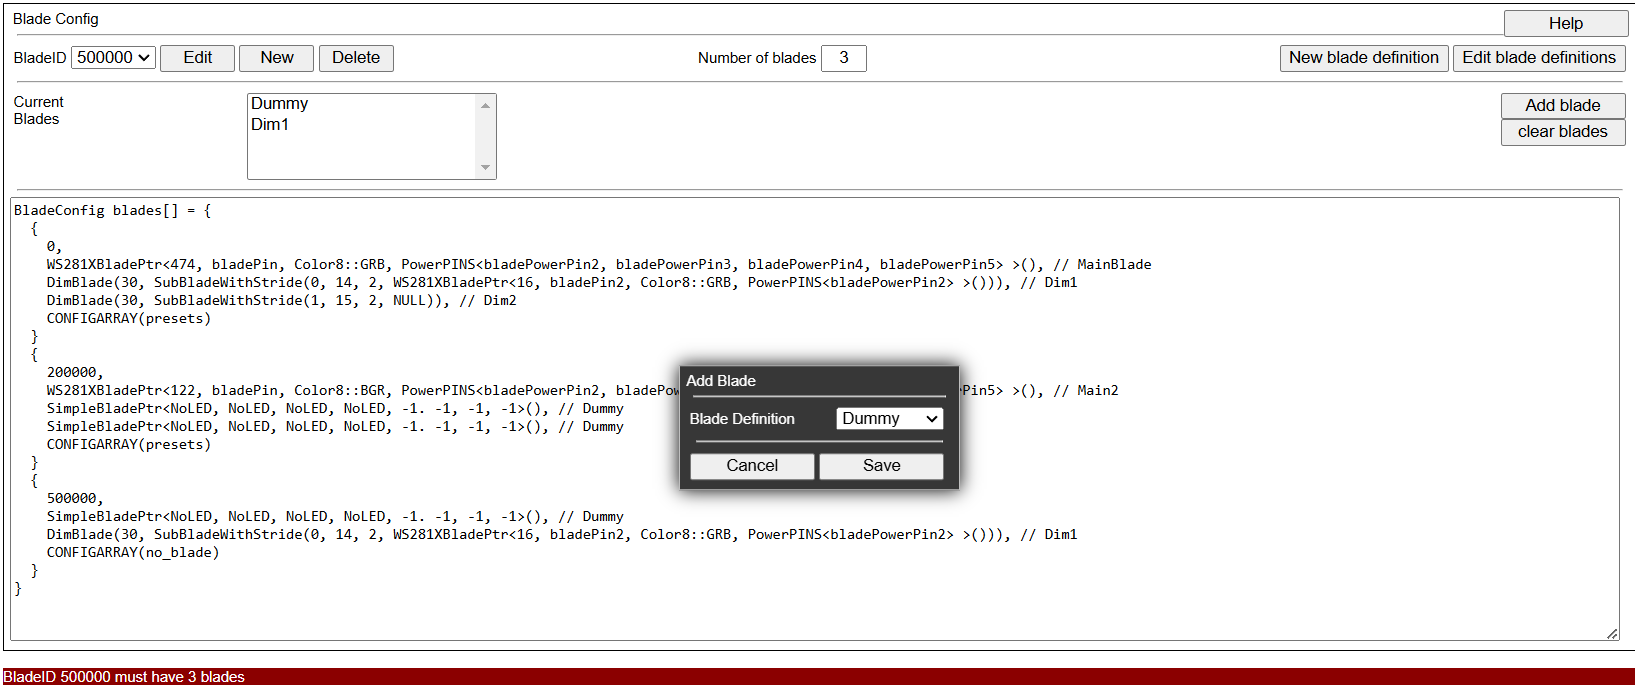 Blade Config
Help
BladeID 500000 Edit New Delete Number of blades 3 New blade definition Edit blade definitions
Current
Blades
Dummy
Dim1
Add blade
clear blades
BladeConfig blades[] = {
{
0,
WS281XBladePtr<474, bladePin, Color8::GRB, PowerPINS<bladePowerPin2, bladePowerPin3, bladePowerPin4, bladePowerPin5> >(), // MainBlade
DimBlade(30, SubBladeWithStride(0, 14, 2, WS281XBladePtr<16, bladePin2, Color8::GRB, PowerPINS<bladePowerPin2> >())), // Dim1
DimBlade(30, SubBladeWithStride(1, 15, 2, NULL)), // Dim2
CONFIGARRAY(presets)
}
{
200000,
WS281XBladePtr<122, bladePin, Color8::BGR, PowerPINS<bladePowerPin2, Pin5> >(), // Main2
SimpleBladePtr<NoLED, NoLED, NoLED, NoLED, -1. -1, -1, -1>(), // Dummy
SimpleBladePtr<NoLED, NoLED, NoLED, NoLED, -1. -1, -1, -1>(), // Dummy
CONFIGARRAY(presets)
}
{
500000,
SimpleBladePtr<NoLED, NoLED, NoLED, NoLED, -1. -1, -1, -1>(), // Dummy
DimBlade(30, SubBladeWithStride(0, 14, 2, WS281XBladePtr<16, bladePin2, Color8::GRB, PowerPINS<bladePowerPin2> >())), // Dim1
CONFIGARRAY(no_blade)
}
}
Add Blade
Blade Definition Dummy
Cancel Save
BladeID 500000 must have 3 blades